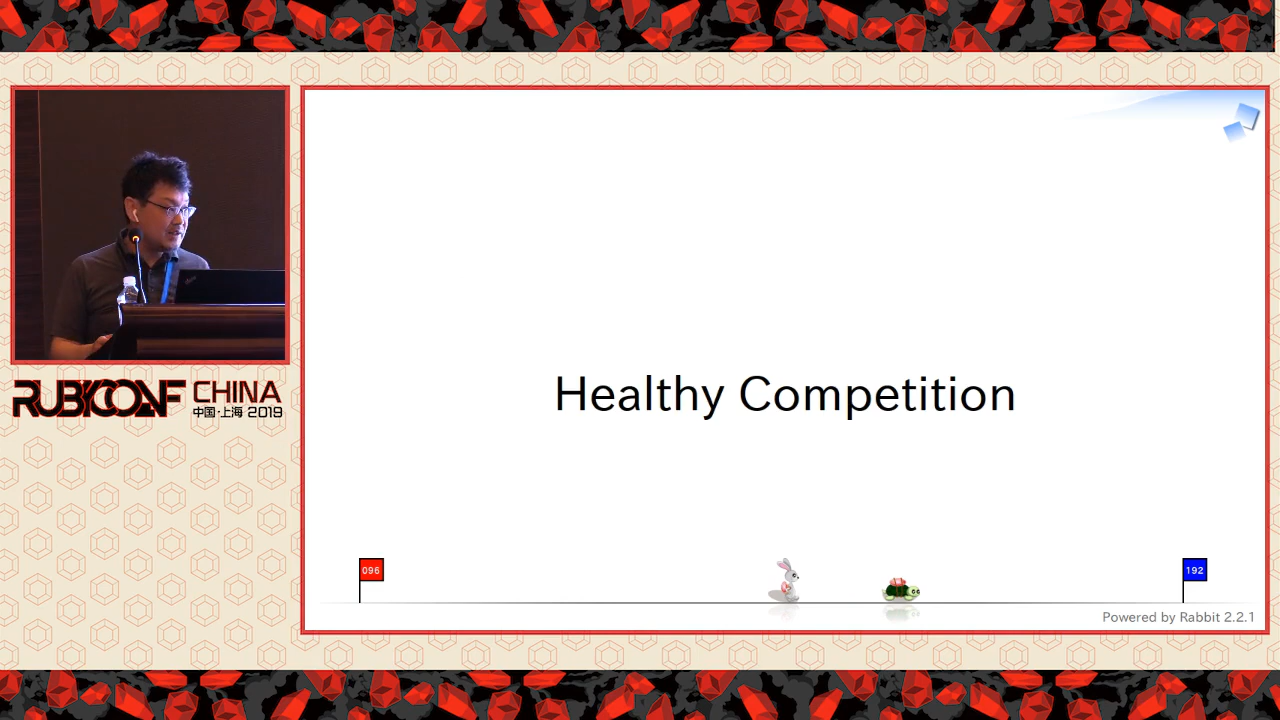 RUBYCONF CHINA
中国·上海 2019
Healthy Competition
096
192
Powered by Rabbit 2.2.1